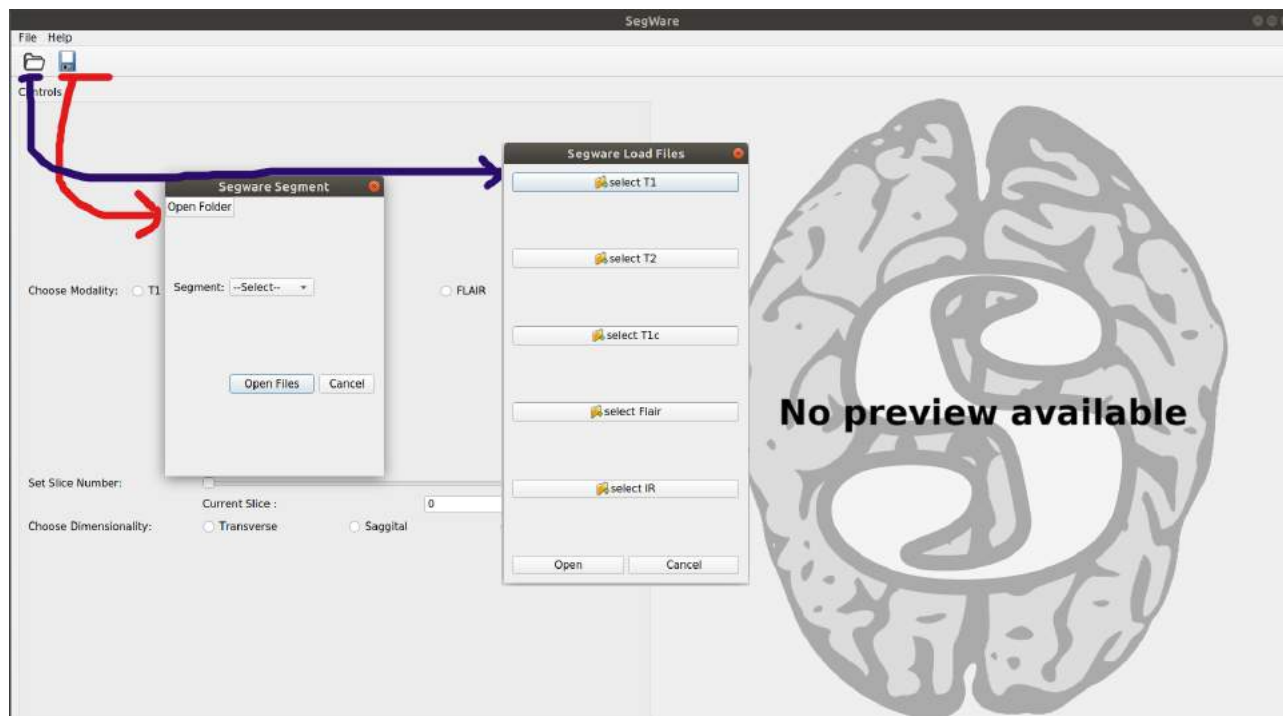 SegWare
File Help
Controls
Segware Load Files
select T1
Segware Segment
Open Folder
select T2
Choose Modality: T1
Segment: --Select--
FLAIR
select T1c
Open Files Cancel
select Flair
No preview available
Set Slice Number:
select IR
Current Slice : 0
Choose Dimensionality: Transverse Saggital
Open Cancel